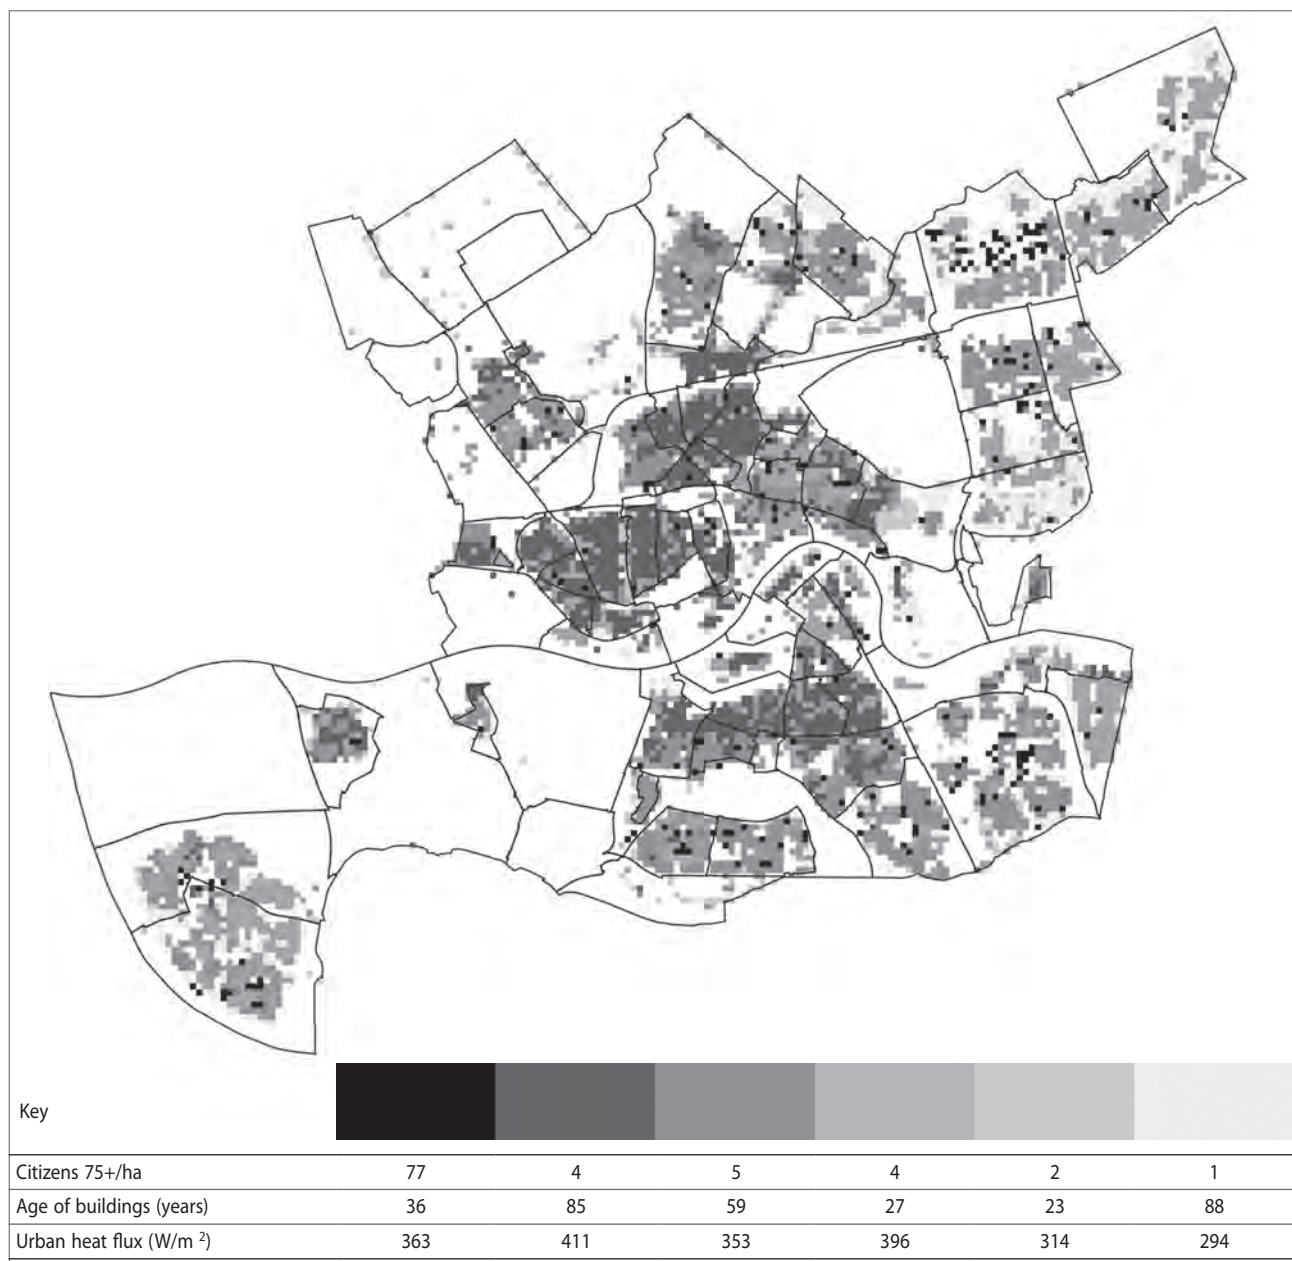 Key
Citizens 75+/ha 77 4 5 4 2 1
Age of buildings (years) 36 85 59 27 23 88
Urban heat flux (W/m ²) 363 411 353 396 314 294